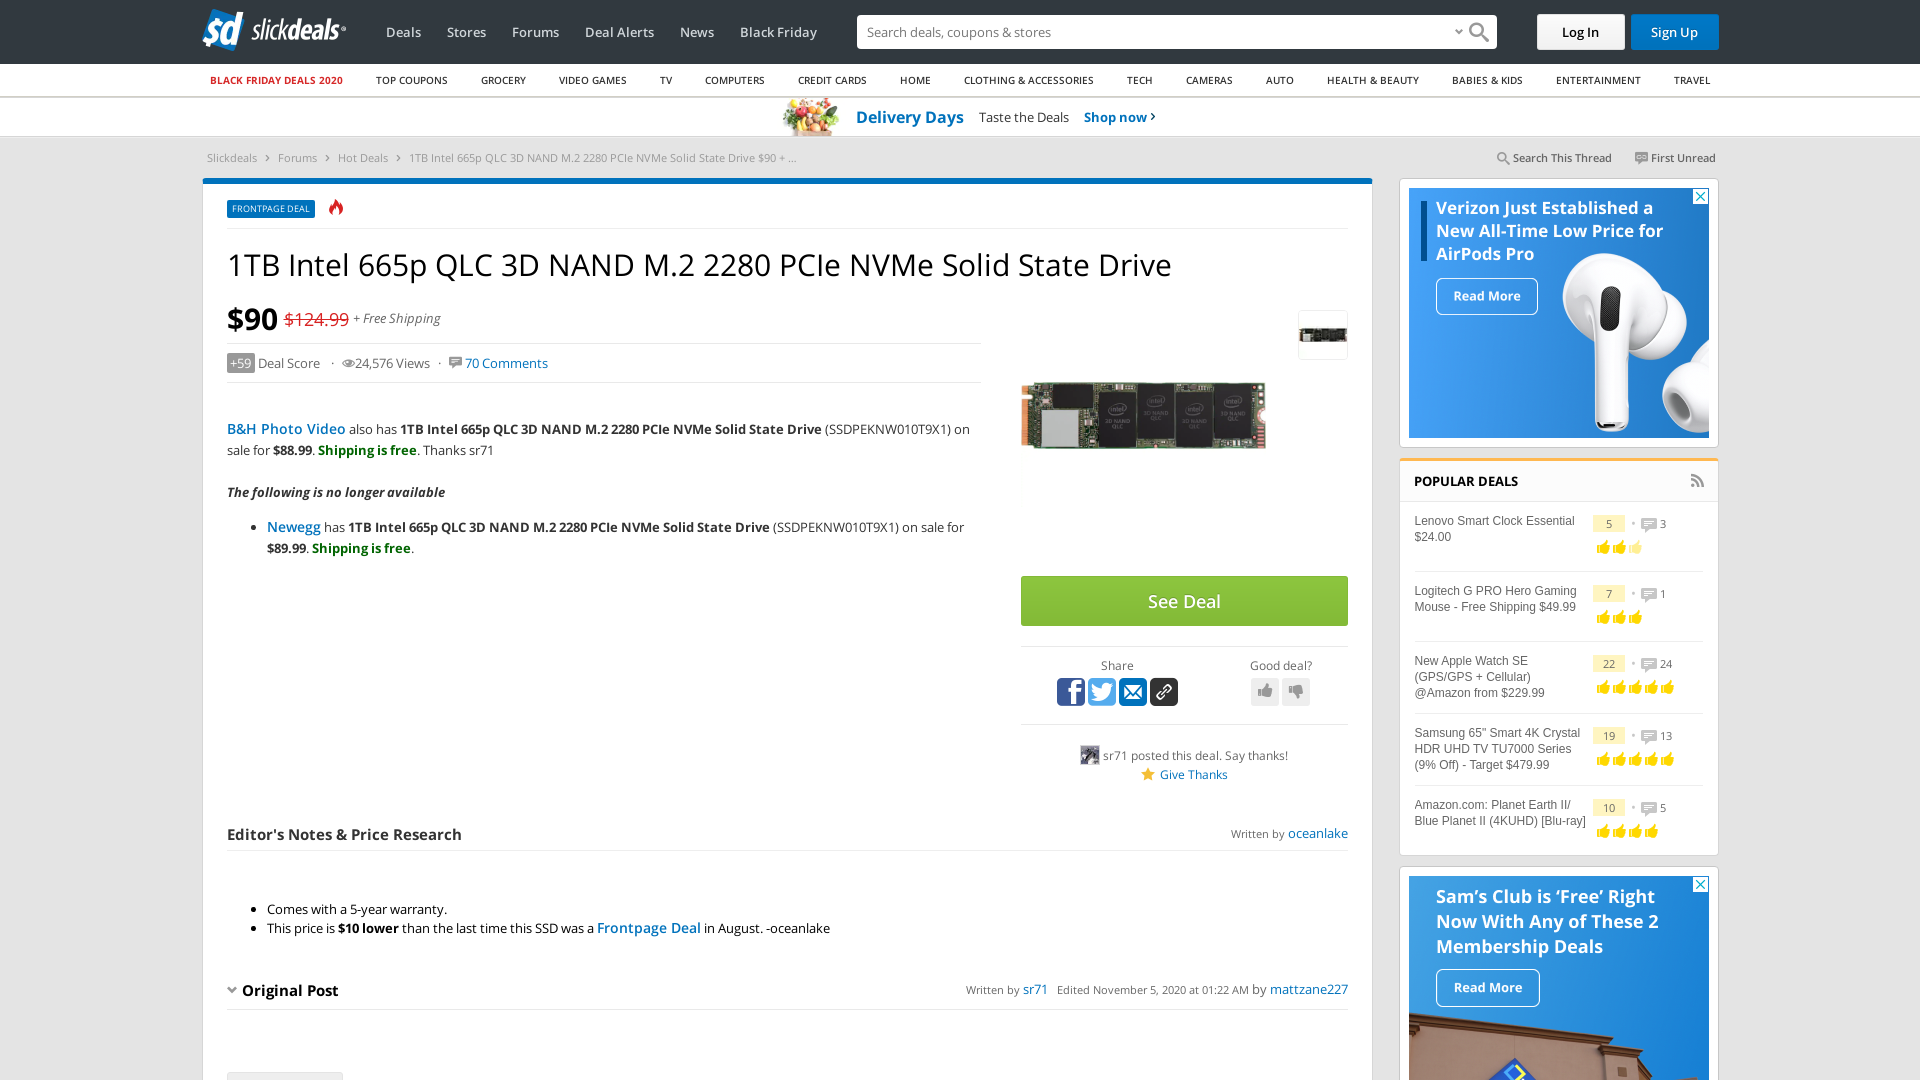 sd slickdeals
Deals Stores Forums Deal Alerts News Black Friday
Search deals, coupons & shops
Log In Sign Up
BLACK FRIDAY DEALS 2020 TOP COUPONS GROCERY VIDEO GAMES TV COMPUTERS CREDIT CARDS HOME CLOTHING & ACCESSORIES TECH CAMERAS AUTO HEALTH & BEAUTY BABIES & KIDS ENTERTAINMENT TRAVEL
Delivery Days Taste the Deals Shop now
Slickdeals Forums Hot Deals 1TB Intel 665p QLC 3D NAND M.2 2280 PCIe NVMe Solid State Drive $90 + ...
Search This Thread First Unread
FRONTPAGE DEAL
1TB Intel 665p QLC 3D NAND M.2 2280 PCIe NVMe Solid State Drive
$90 $124.99 + Free Shipping
+59 Deal Score · 24,576 Views · 70 Comments
B&H Photo Video also has 1TB Intel 665p QLC 3D NAND M.2 2280 PCIe NVMe Solid State Drive (SSDPEKNW010T9X1) on
sale for $88.99. Shipping is free. Thanks sr71
The following is no longer available
• Newegg has 1TB Intel 665p QLC 3D NAND M.2 2280 PCIe NVMe Solid State Drive (SSDPEKNW010T9X1) on sale for
$89.99. Shipping is free.
See Deal
Share
Good deal?
sr71 posted this deal. Say thanks!
Give Thanks
Editor's Notes & Price Research
Written by oceanlake
• Comes with a 5-year warranty.
• This price is $10 lower than the last time this SSD was a Frontpage Deal in August. -oceanlake
Original Post
Written by sr71 Edited November 5, 2020 at 01:22 AM by mattzane227
Verizon Just Established a
New All-Time Low Price for
AirPods Pro
Read More
POPULAR DEALS
Lenovo Smart Clock Essential
$24.00
5 • 3
Logitech G PRO Hero Gaming
Mouse - Free Shipping $49.99
7 • 1
New Apple Watch SE
(GPS/GPS + Cellular)
@Amazon from $229.99
22 • 24
Samsung 65" Smart 4K Crystal
HDR UHD TV TU7000 Series
(9% Off) - Target $479.99
19 • 13
Amazon.com: Planet Earth II/
Blue Planet II (4KUHD) [Blu-ray]
10 • 5
Sam's Club is 'Free' Right
Now With Any of These 2
Membership Deals
Read More